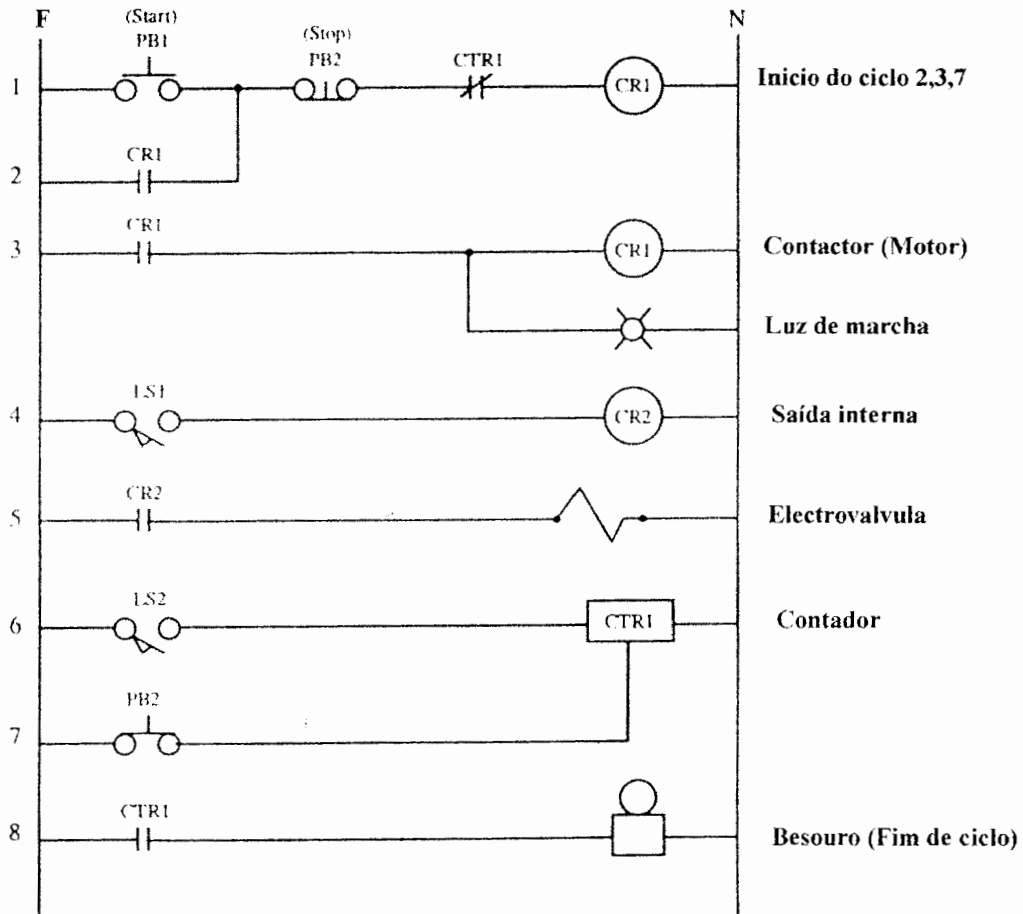 F
(Start)
PB1
(Stop)
PB2
CTR1
N
1
CR1
Inicio do ciclo 2,3,7
CR1
2
CR1
3
CR1
Contactor (Motor)
Luz de marcha
LS1
4
CR2
Saída interna
CR2
5
Electrovalvula
LS2
6
CTR1
Contador
PB2
7
CTR1
8
Besouro (Fim de ciclo)